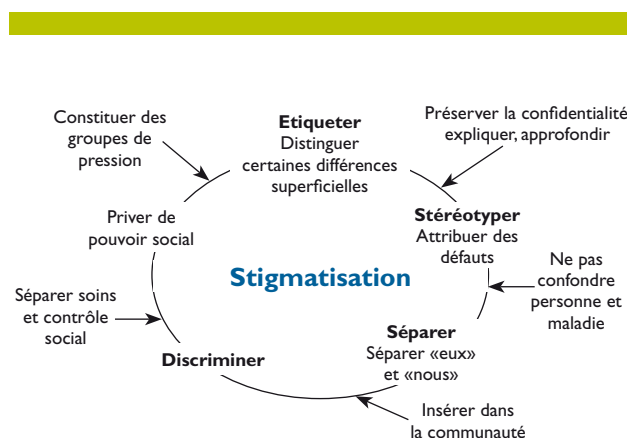 Constituer des
groupes de
pression
Etiqueter
Distinguer
certaines différences
superficielles
Préserver la confidentialité
expliquer, approfondir
Stéréotyper
Attribuer des
défauts
Priver de
pouvoir social
Stigmatisation
Ne pas
confondre
personne et
maladie
Séparer soins
et contrôle
social
Séparer
Séparer «eux»
et «nous»
Discriminer
Insérer dans
la communauté